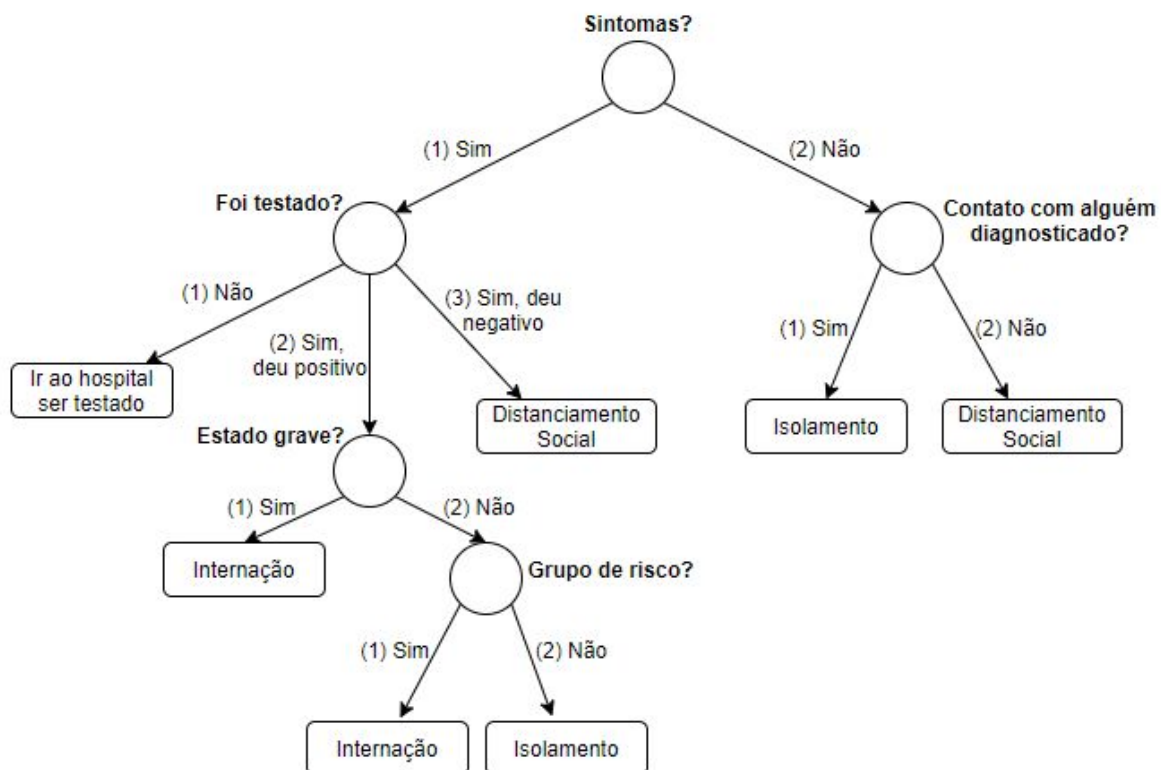 Sintomas?
(1) Sim
(2) Não
Foi testado?
Contato com alguém
diagnosticado?
(1) Não
(2) Sim,
deu positivo
(3) Sim, deu
negativo
(1) Sim
(2) Não
Ir ao hospital
ser testado
Distanciamento
Social
Isolamento
Distanciamento
Social
Estado grave?
(1) Sim
(2) Não
Internação
Grupo de risco?
(1) Sim
(2) Não
Internação
Isolamento